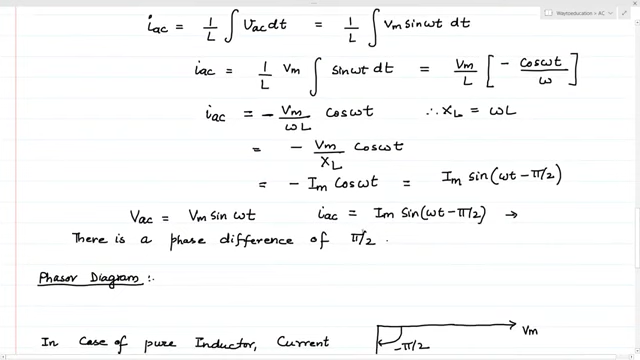 Wayroeducation • AC
iac = 1/L ∫ Vac dt = 1/L ∫ Vm sinωt dt
iac = 1/L Vm ∫ sinωt dt = Vm/L [ - cosωt/ω ]
iac = - Vm/ωL cosωt ∴ XL = ωL
= - Vm/XL cosωt
= - Im Cosωt = Im sin(ωt - π/2)
Vac = Vm sin ωt iac = Im sin(ωt - π/2) →
There is a phase difference of π/2 .
Phasor Diagram :-
Vm
In Case of pure Inductor, Current
-π/2